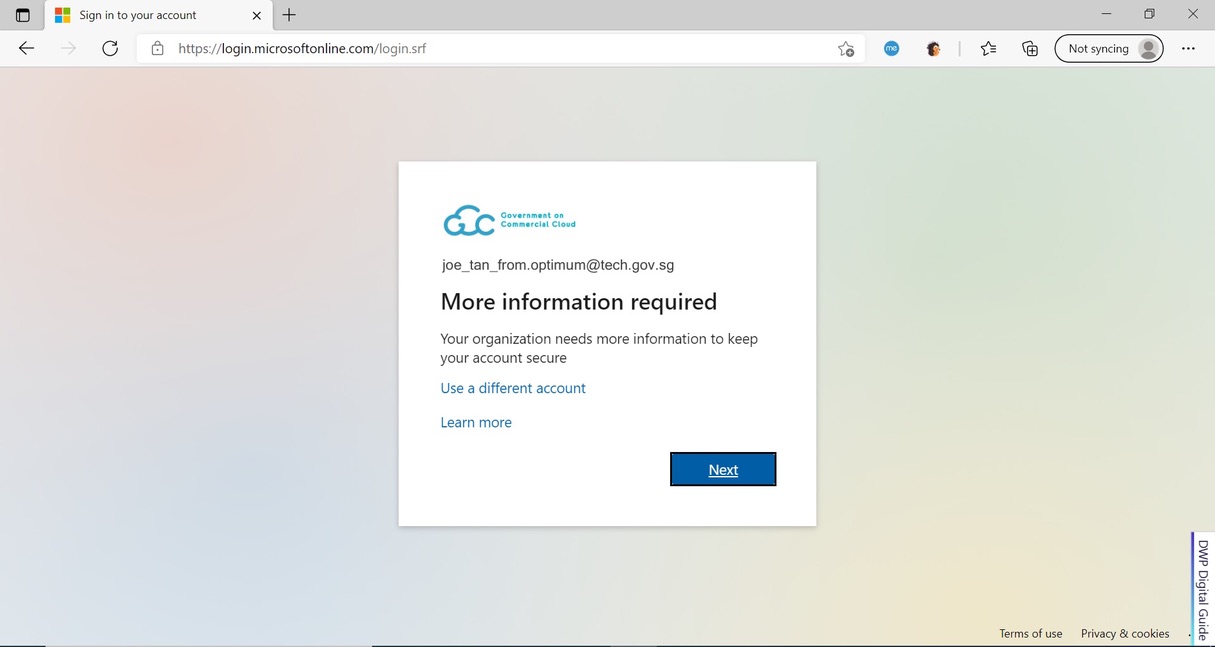 Sign in to your account
https://login.microsoftonline.com/login.srf
me
Not syncing
GCC
Government on
Commercial Cloud
joe_tan_from.optimum@tech.gov.sg
More information required
Your organization needs more information to keep
your account secure
Use a different account
Learn more
Next
DWP Digital Guide
Terms of use
Privacy & cookies